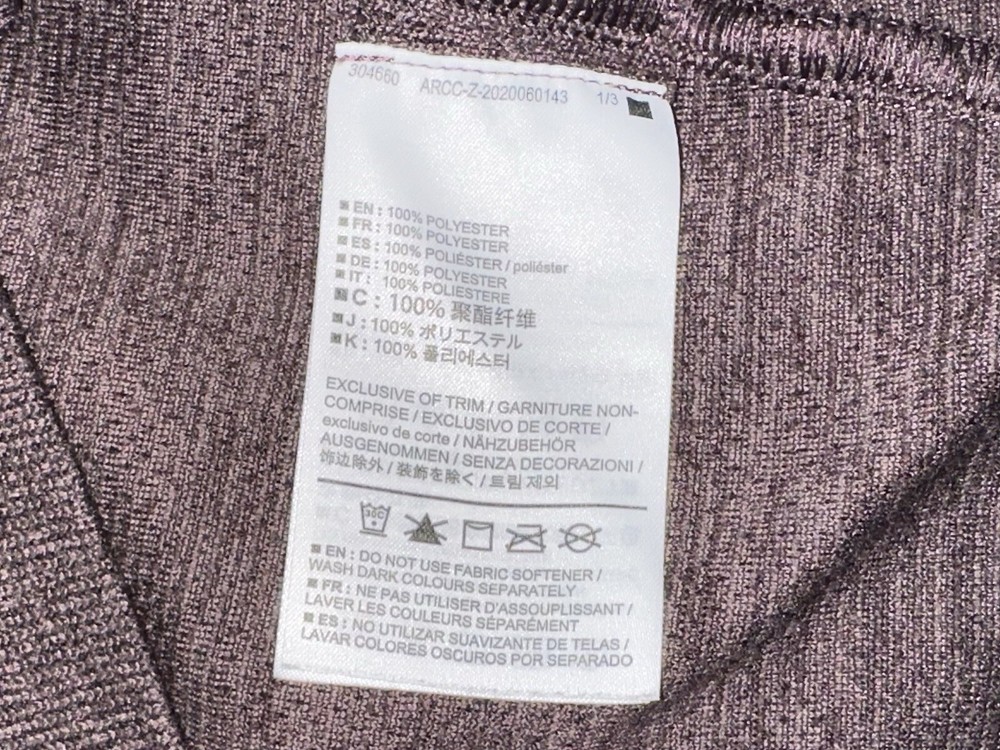 304660 ARCC-Z-2020060143 1/3
EN : 100% POLYESTER
FR : 100% POLYESTER
ES : 100% POLIÉSTER / poliéster
DE : 100% POLYESTER
IT : 100% POLIESTERE
C : 100% 聚酯纤维
J : 100% ポリエステル
K : 100% 폴리에스터
EXCLUSIVE OF TRIM / GARNITURE NON-
COMPRISE / EXCLUSIVO DE CORTE /
exclusivo de corte / NÄHZUBEHÖR
AUSGENOMMEN / SENZA DECORAZIONI /
饰边除外 / 装飾を除く / 트림 제외
30C
EN : DO NOT USE FABRIC SOFTENER /
WASH DARK COLOURS SEPARATELY
FR : NE PAS UTILISER D'ASSOUPLISSANT /
LAVER LES COULEURS SÉPARÉMENT
ES : NO UTILIZAR SUAVIZANTE DE TELAS /
LAVAR COLORES OSCUROS POR SEPARADO